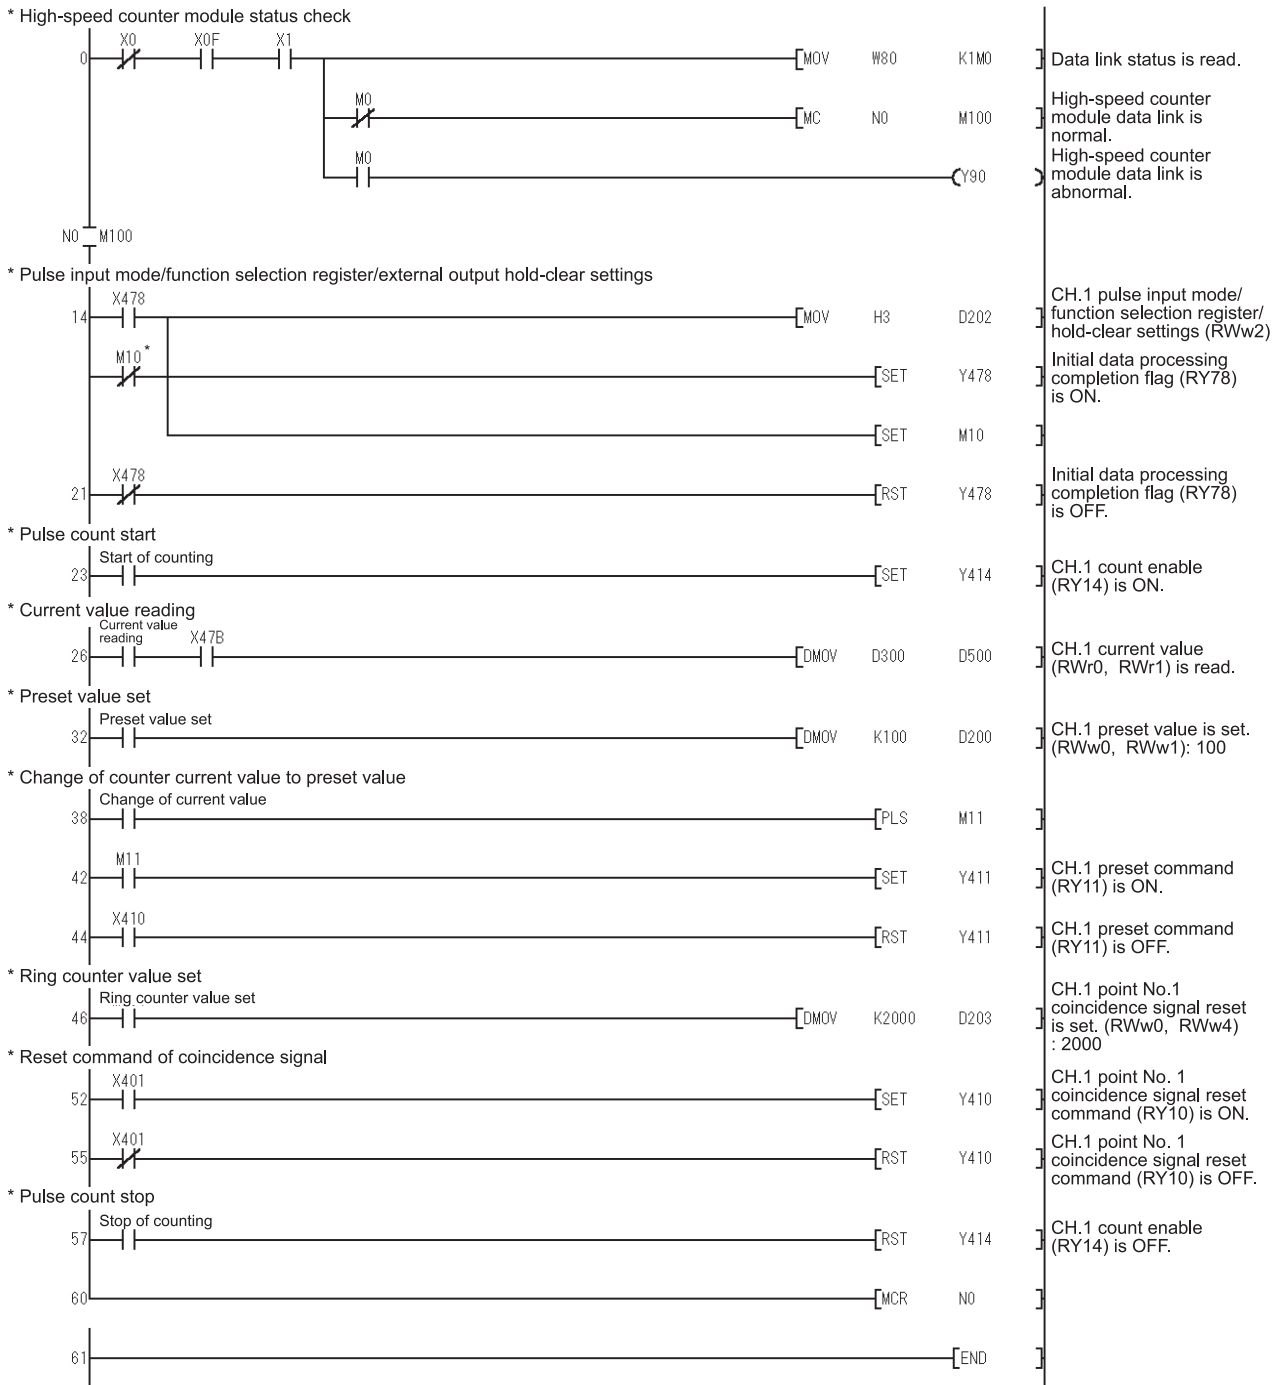 * High-speed counter module status check
X0 X0F X1
0 MOV W80 K1M0 Data link status is read.
M0
MC N0 M100
High-speed counter
module data link is
normal.
M0
Y90
High-speed counter
module data link is
abnormal.
N0 M100
* Pulse input mode/function selection register/external output hold-clear settings
X478
14 MOV H3 D202
CH.1 pulse input mode/
function selection register/
hold-clear settings (RWw2)
M10 *
SET Y478
Initial data processing
completion flag (RY78)
is ON.
SET M10
X478
21 RST Y478
Initial data processing
completion flag (RY78)
is OFF.
* Pulse count start
Start of counting
23 SET Y414
CH.1 count enable
(RY14) is ON.
* Current value reading
Current value
reading X47B
26 DMOV D300 D500
CH.1 current value
(RWr0, RWr1) is read.
* Preset value set
Preset value set
32 DMOV K100 D200
CH.1 preset value is set.
(RWw0, RWw1): 100
* Change of counter current value to preset value
Change of current value
38 PLS M11
M11
42 SET Y411
CH.1 preset command
(RY11) is ON.
X410
44 RST Y411
CH.1 preset command
(RY11) is OFF.
* Ring counter value set
Ring counter value set
46 DMOV K2000 D203
CH.1 point No.1
coincidence signal reset
is set. (RWw0, RWw4)
: 2000
* Reset command of coincidence signal
X401
52 SET Y410
CH.1 point No. 1
coincidence signal reset
command (RY10) is ON.
X401
55 RST Y410
CH.1 point No. 1
coincidence signal reset
command (RY10) is OFF.
* Pulse count stop
Stop of counting
57 RST Y414
CH.1 count enable
(RY14) is OFF.
60 MCR N0
61 END